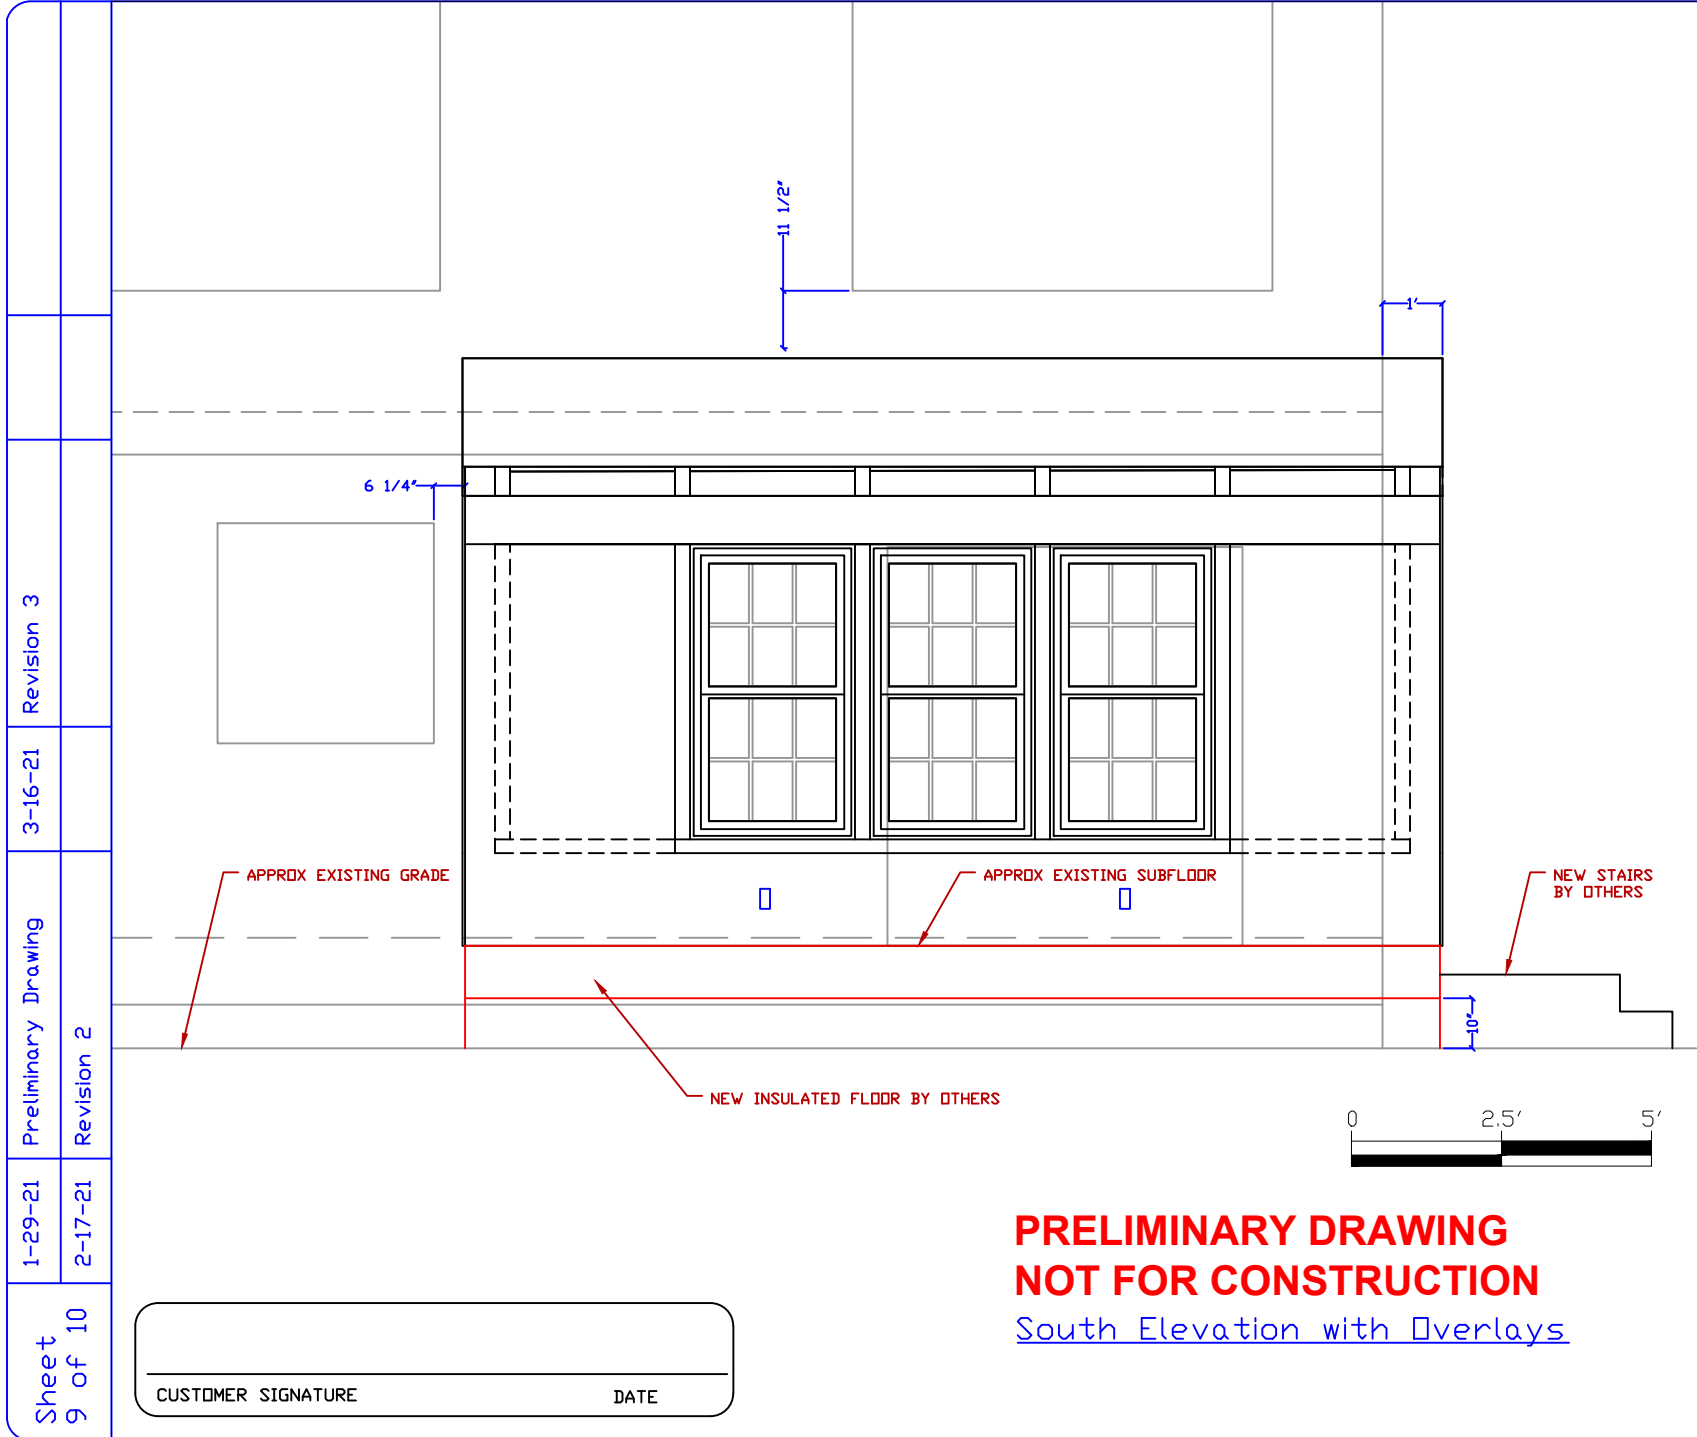 11 1/2"
1'
6 1/4"
APPROX EXISTING GRADE
APPROX EXISTING SUBFLOOR
NEW STAIRS
BY OTHERS
10"
NEW INSULATED FLOOR BY OTHERS
0 2.5' 5'
PRELIMINARY DRAWING
NOT FOR CONSTRUCTION
South Elevation with Overlays
CUSTOMER SIGNATURE DATE
1-29-21 Preliminary Drawing 3-16-21 Revision 3
2-17-21 Revision 2
Sheet
9 of 10